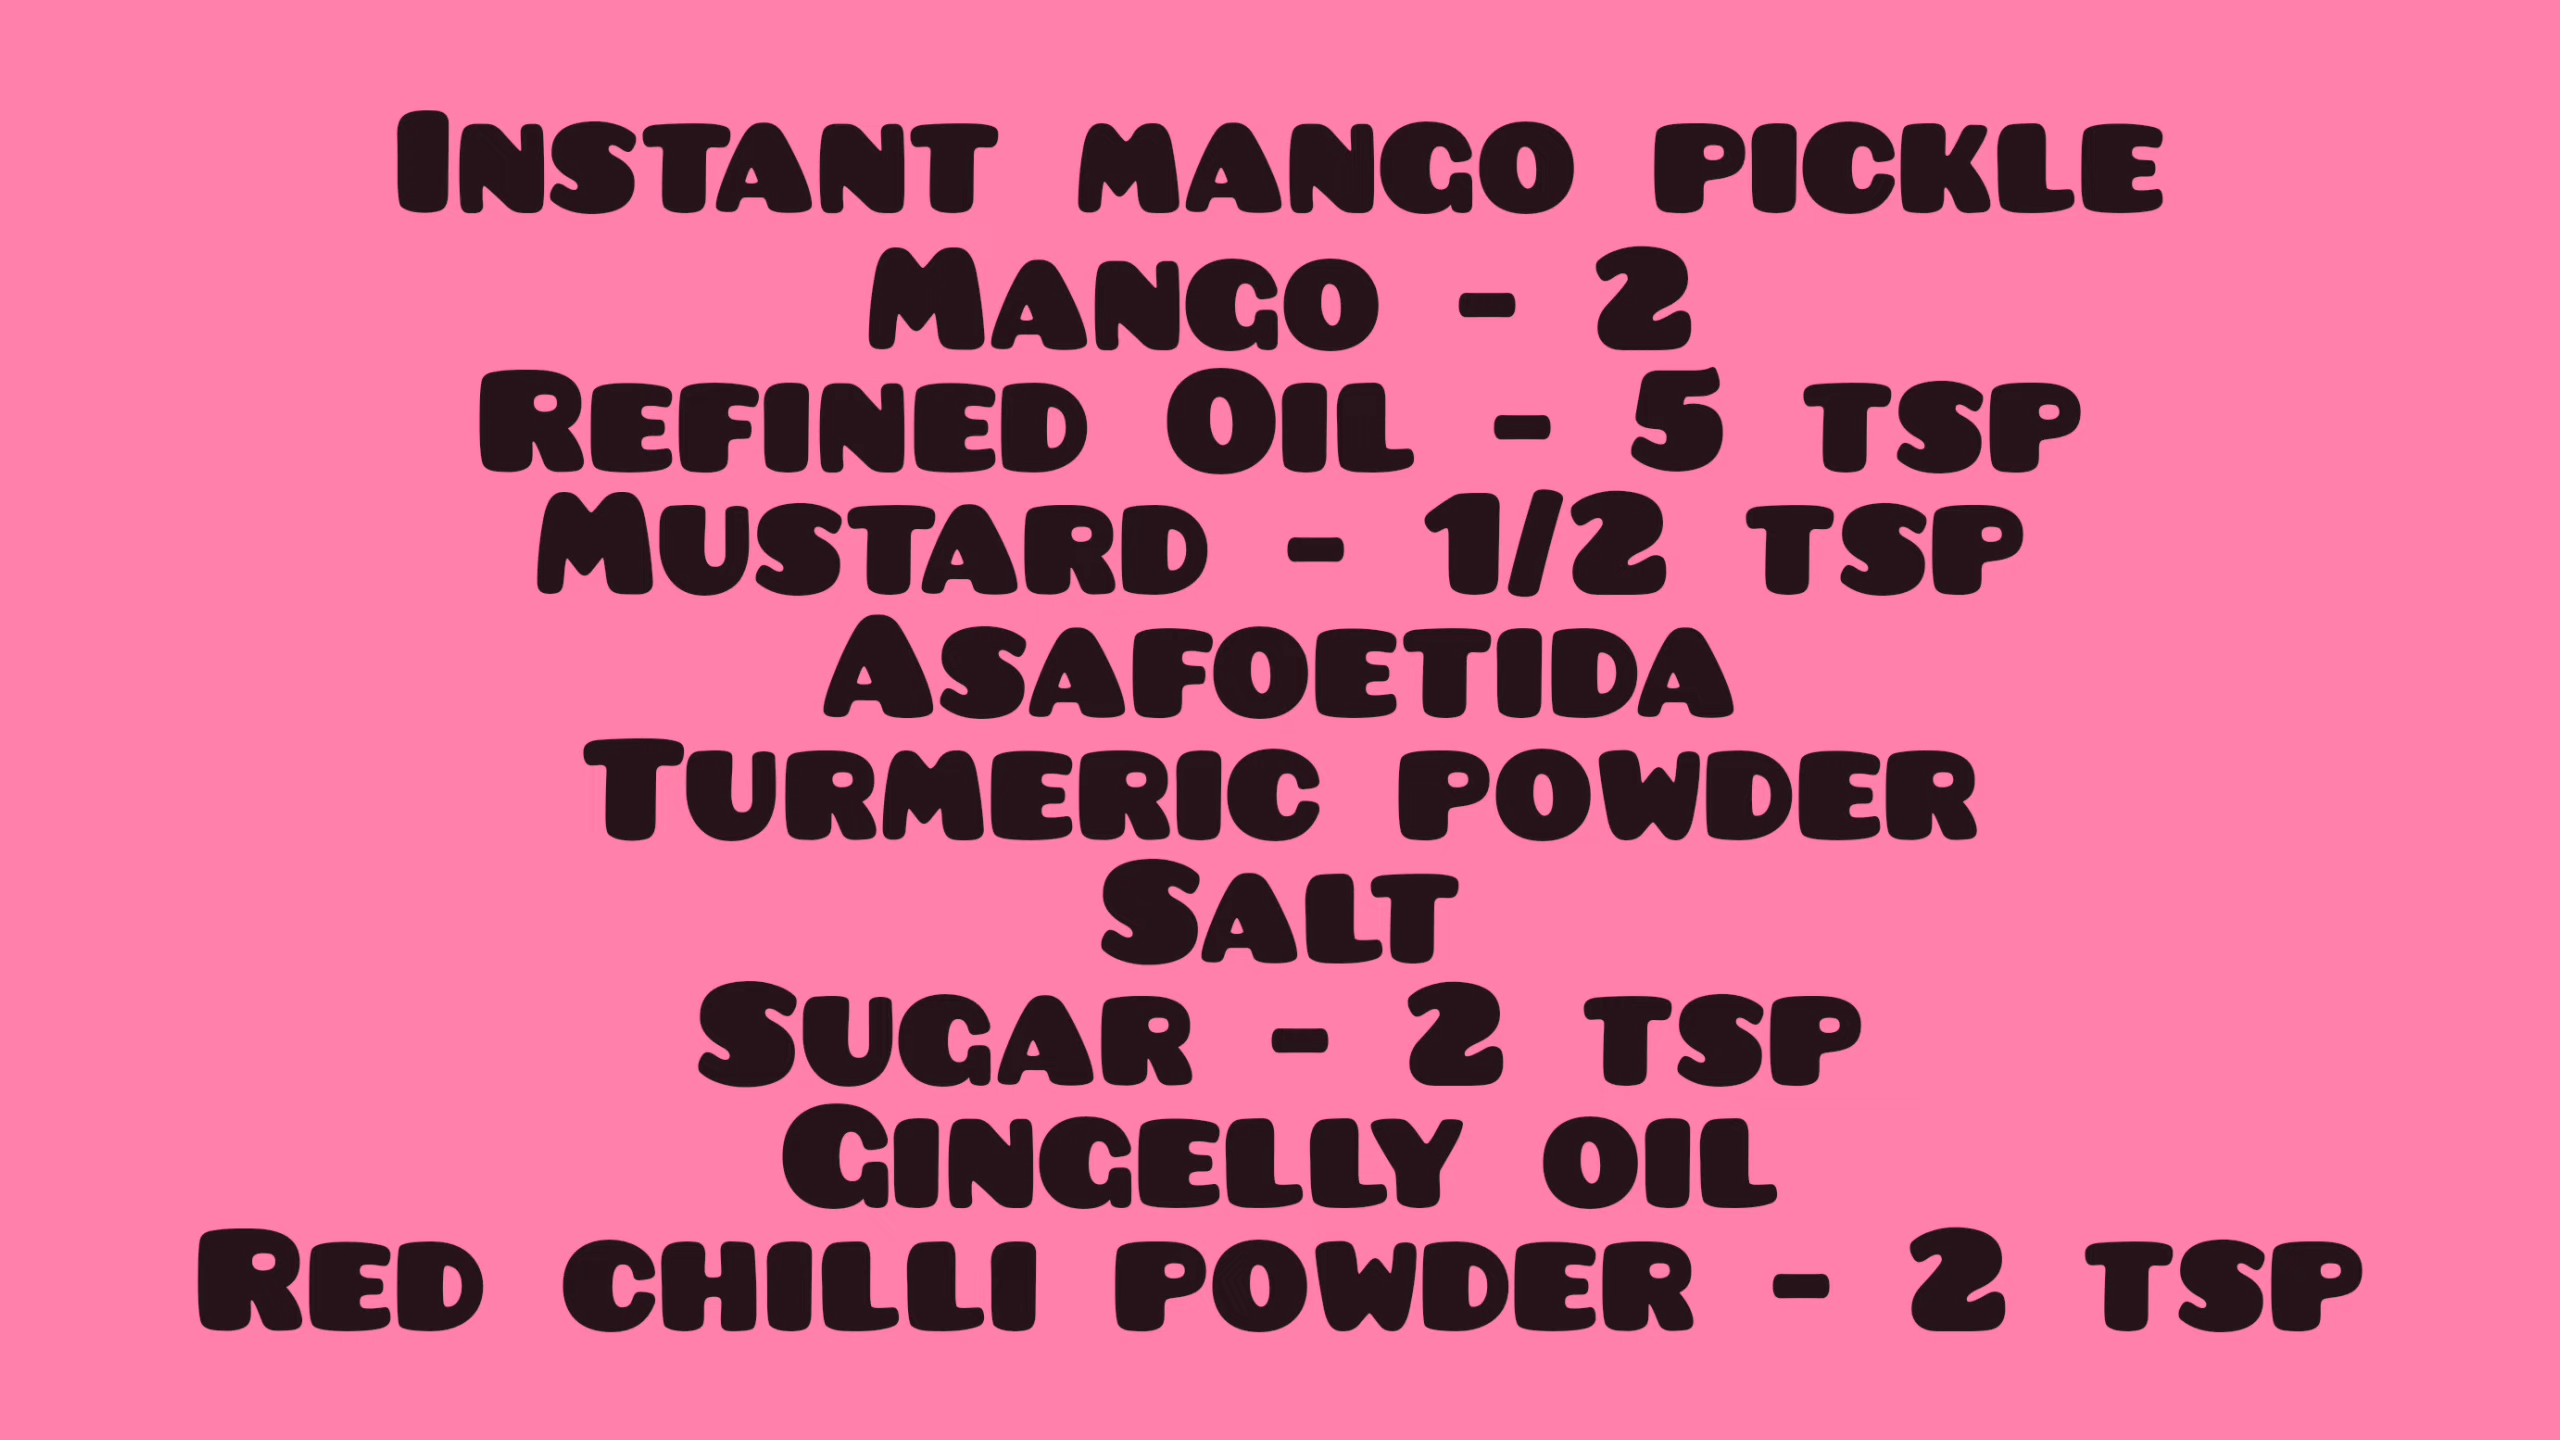 Instant mango pickle
Mango - 2
Refined Oil - 5 tsp
Mustard - 1/2 tsp
Asafoetida
Turmeric powder
Salt
Sugar - 2 tsp
Gingelly oil
Red chilli powder - 2 tsp